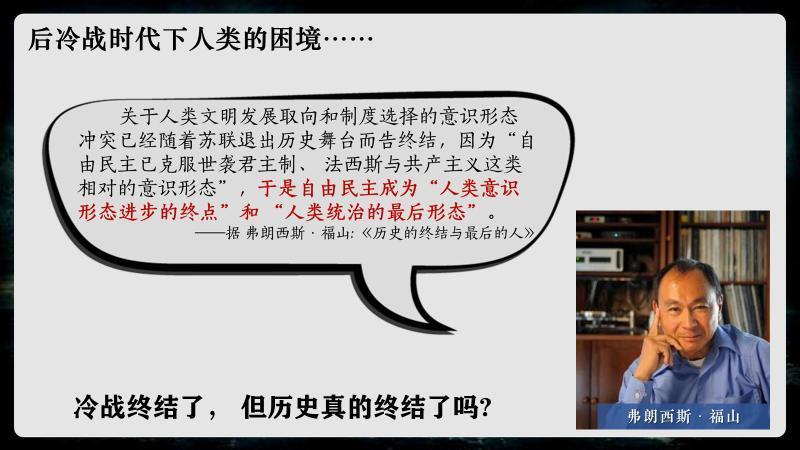 后冷战时代下人类的困境……
关于人类文明发展取向和制度选择的意识形态
冲突已经随着苏联退出历史舞台而告终结，因为“自
由民主已克服世袭君主制、 法西斯与共产主义这类
相对的意识形态”，于是自由民主成为“人类意识
形态进步的终点”和 “人类统治的最后形态”。
——据 弗朗西斯 · 福山:《历史的终结与最后的人》
弗朗西斯 · 福山
冷战终结了， 但历史真的终结了吗?